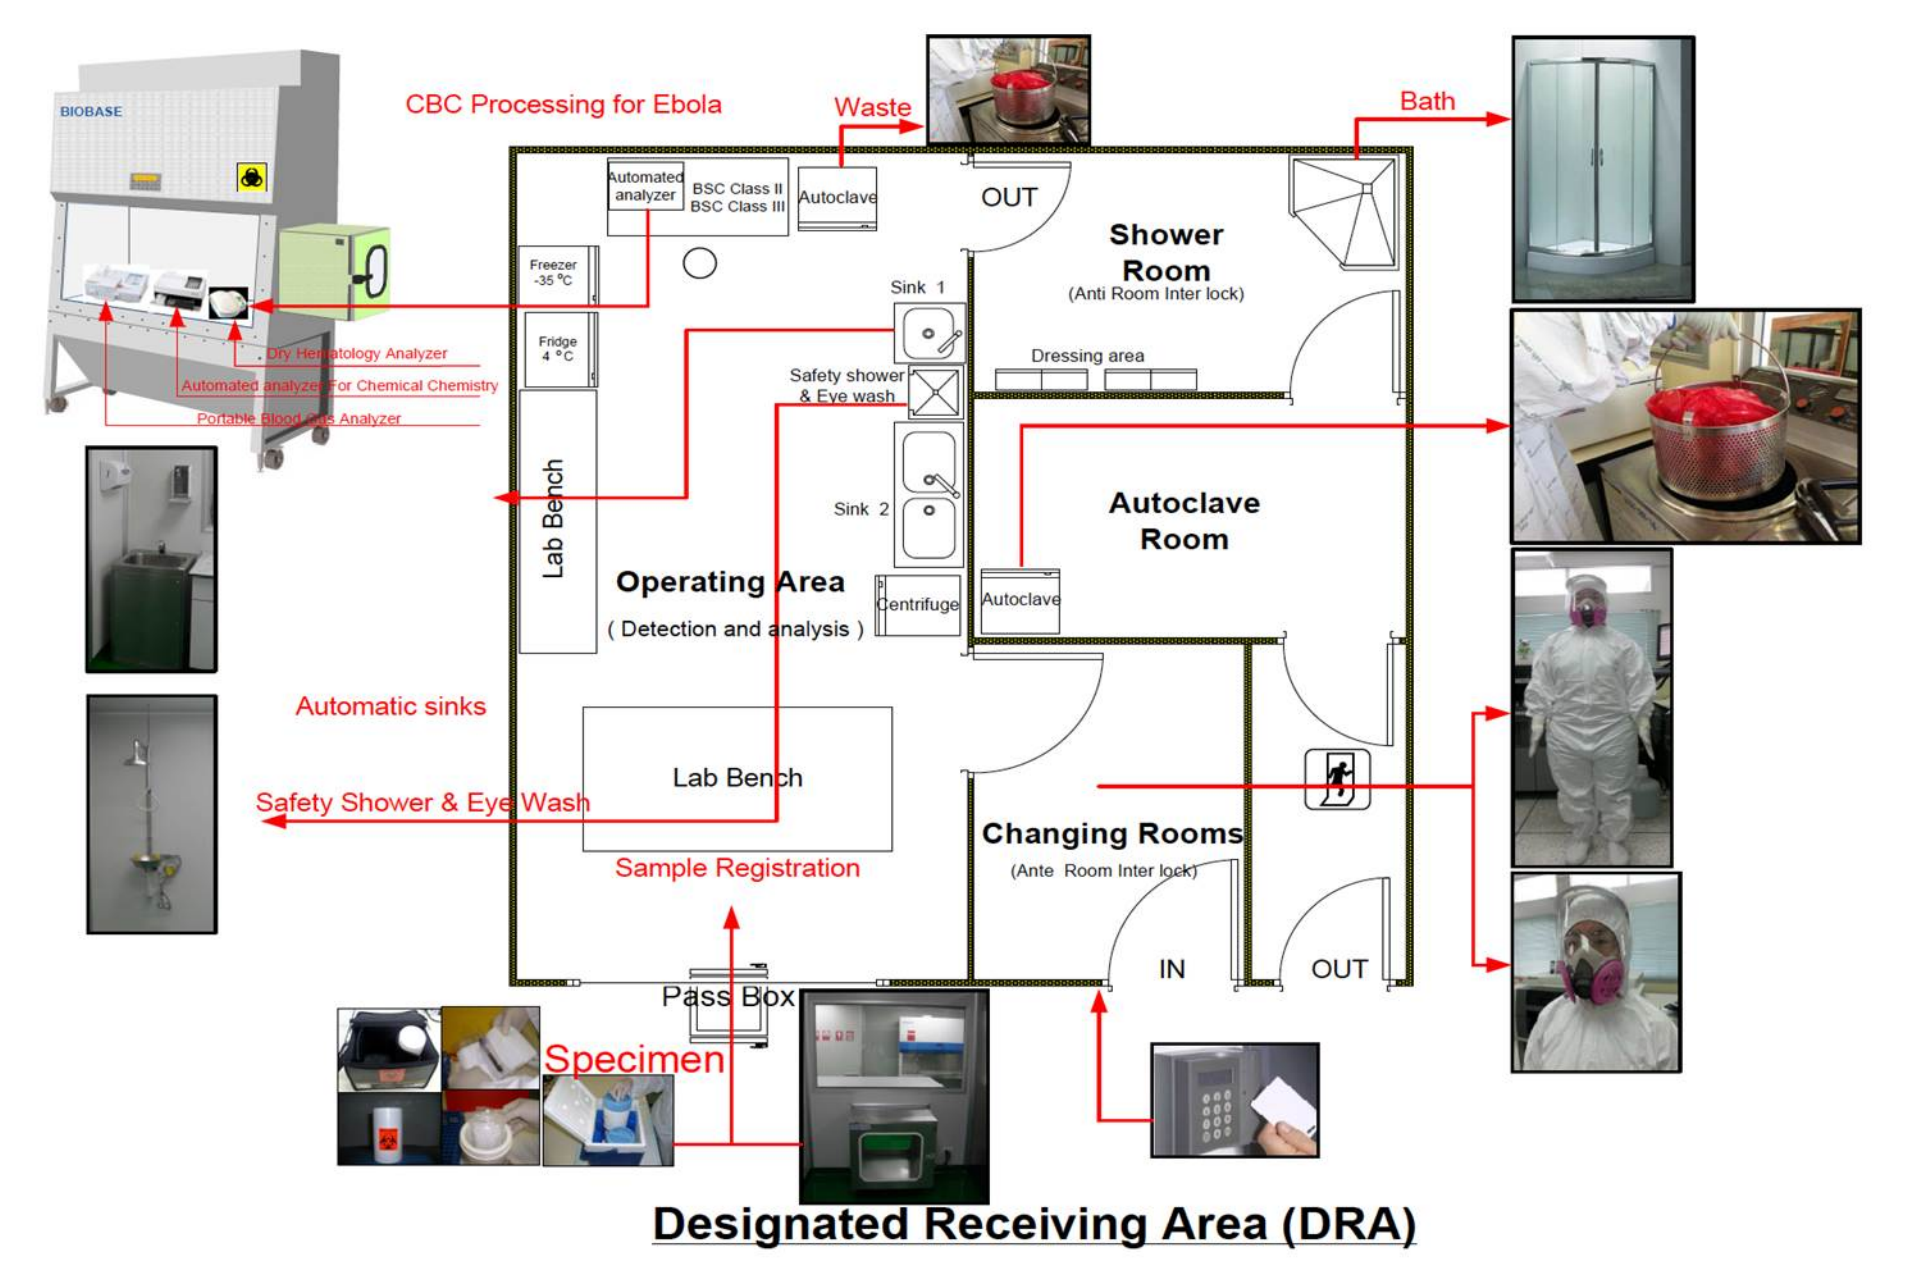 BIOBASE
CBC Processing for Ebola
Waste
Bath
Automated
analyzer
BSC Class II
BSC Class III
Autoclave
OUT
Shower
Room
(Anti Room Inter lock)
Freezer
-35 °C
Sink 1
Fridge
4 °C
Dry Hematology Analyzer
Automated analyzer For Chemical Chemistry
Portable Blood Gas Analyzer
Dressing area
Safety shower
& Eye wash
Lab Bench
Sink 2
Autoclave
Room
Operating Area
( Detection and analysis )
Centrifuge
Autoclave
Automatic sinks
Lab Bench
Safety Shower & Eye Wash
Changing Rooms
(Ante Room Inter lock)
Sample Registration
IN
OUT
Pass Box
Specimen
Designated Receiving Area (DRA)